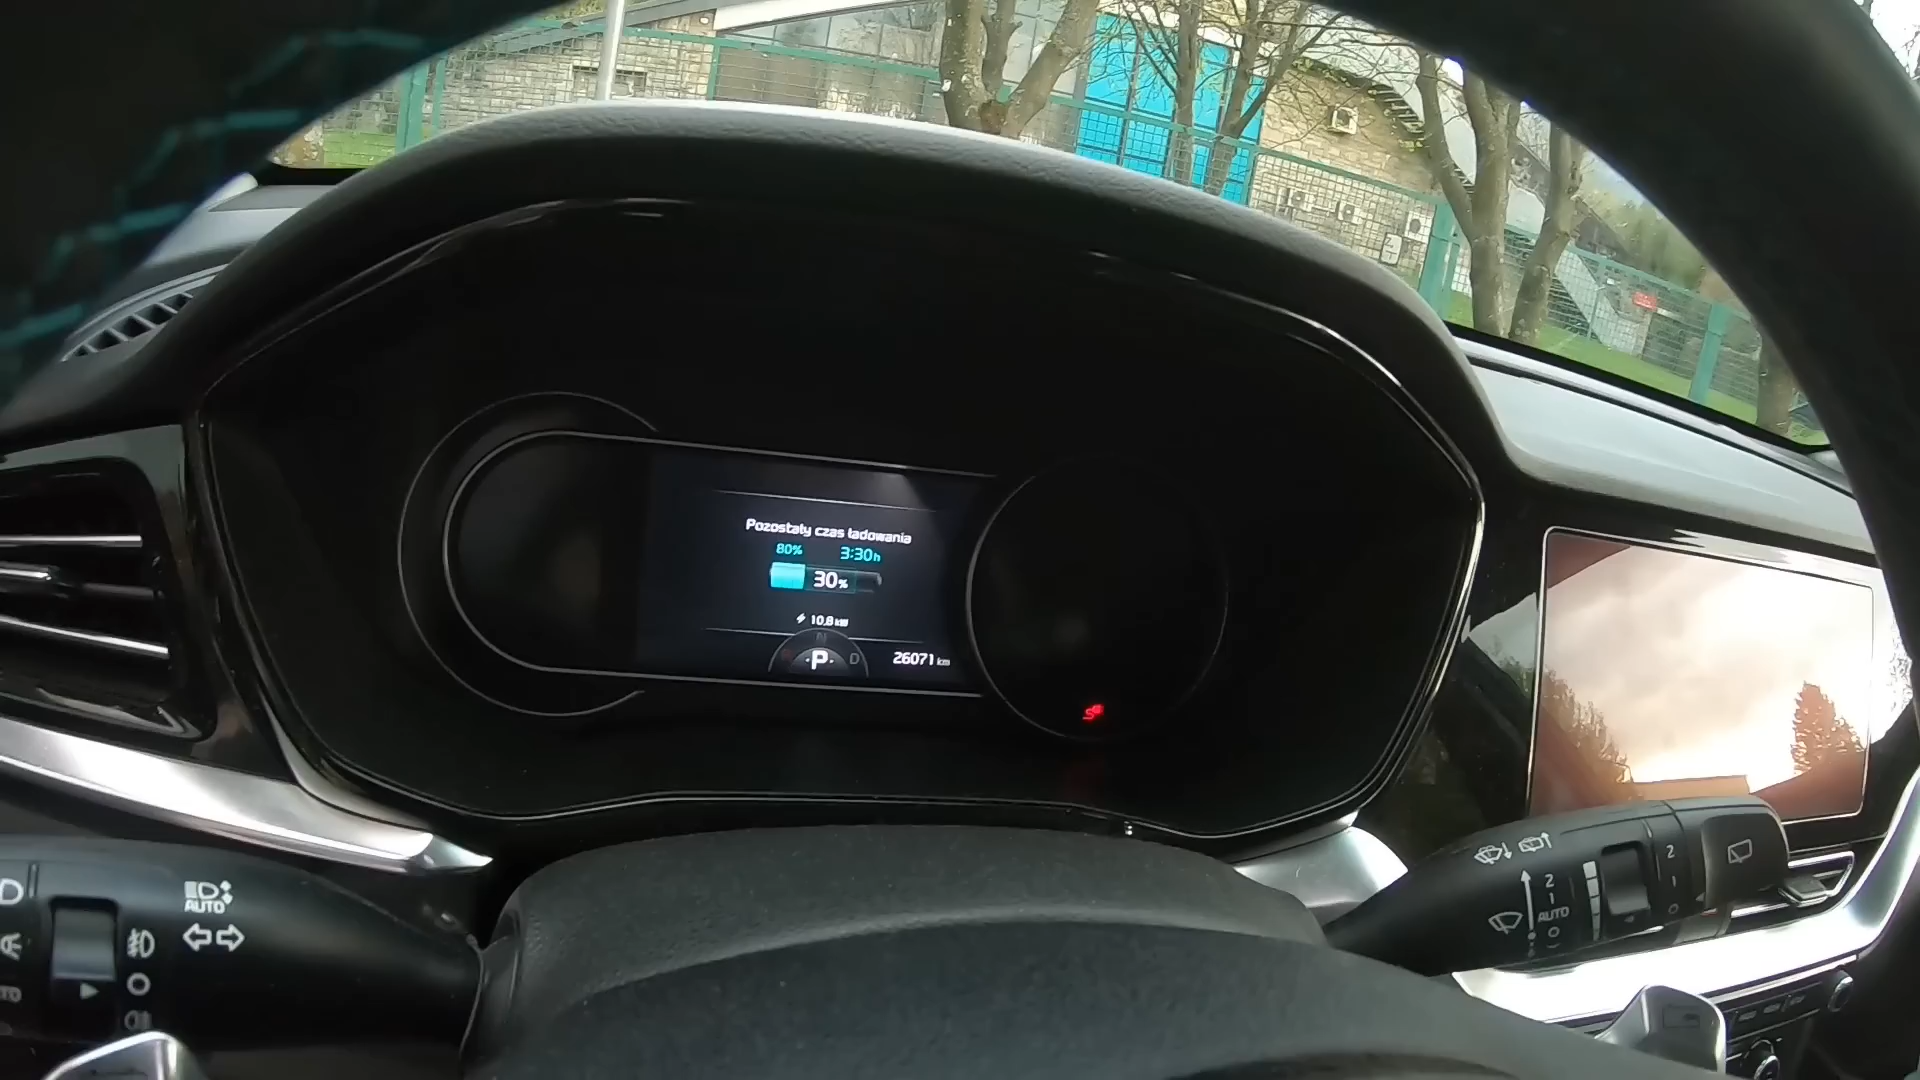 Pozostały czas ładowania
80% 3:30h
30%
10,8 kW
N
P D
26071 km
AUTO
2
1
AUTO
O
2
1
O